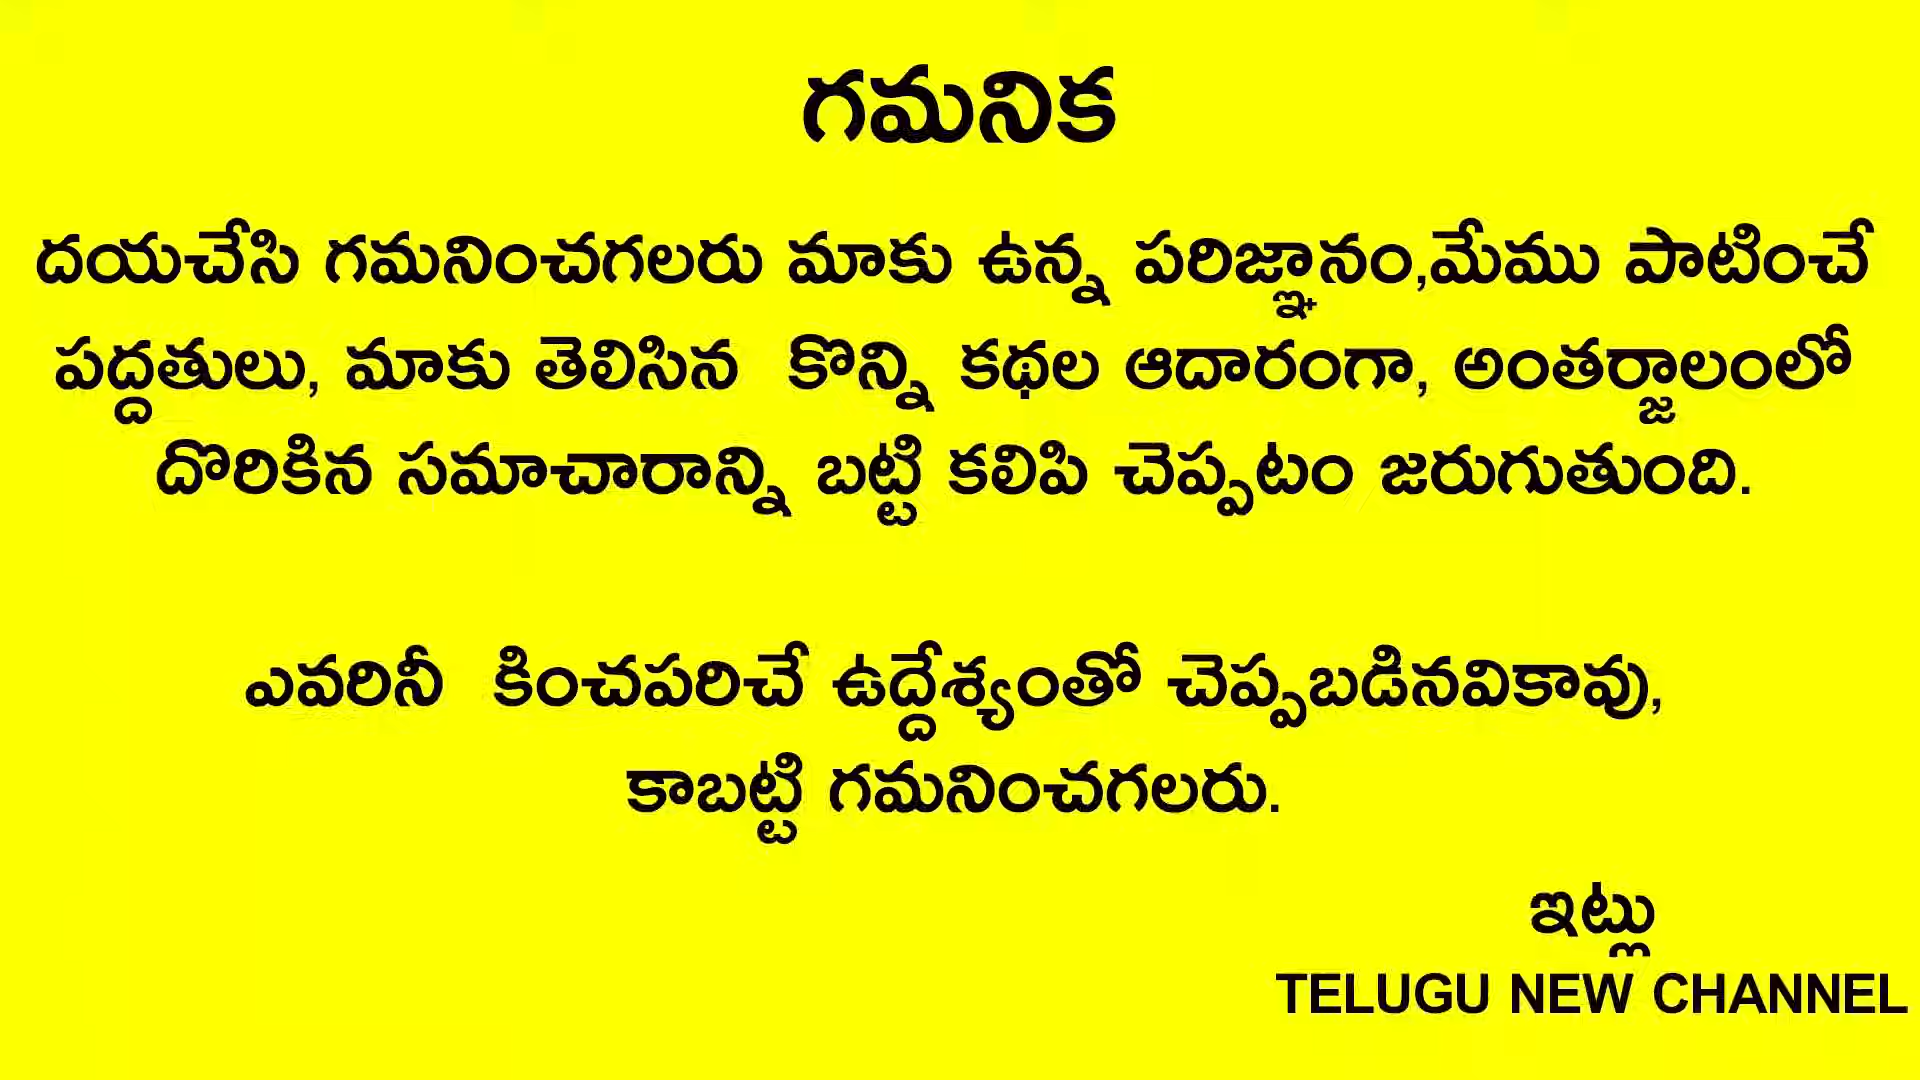 గమనిక
దయచేసి గమనించగలరు మాకు ఉన్న పరిజ్ఞానం,మేము పాటించే
పద్దతులు, మాకు తెలిసిన కొన్ని కథల ఆదారంగా, అంతర్జాలంలో
దొరికిన సమాచారాన్ని బట్టి కలిపి చెప్పటం జరుగుతుంది.
ఎవరినీ కించపరిచే ఉద్దేశ్యంతో చెప్పబడినవికావు,
కాబట్టి గమనించగలరు.
ఇట్లు
TELUGU NEW CHANNEL